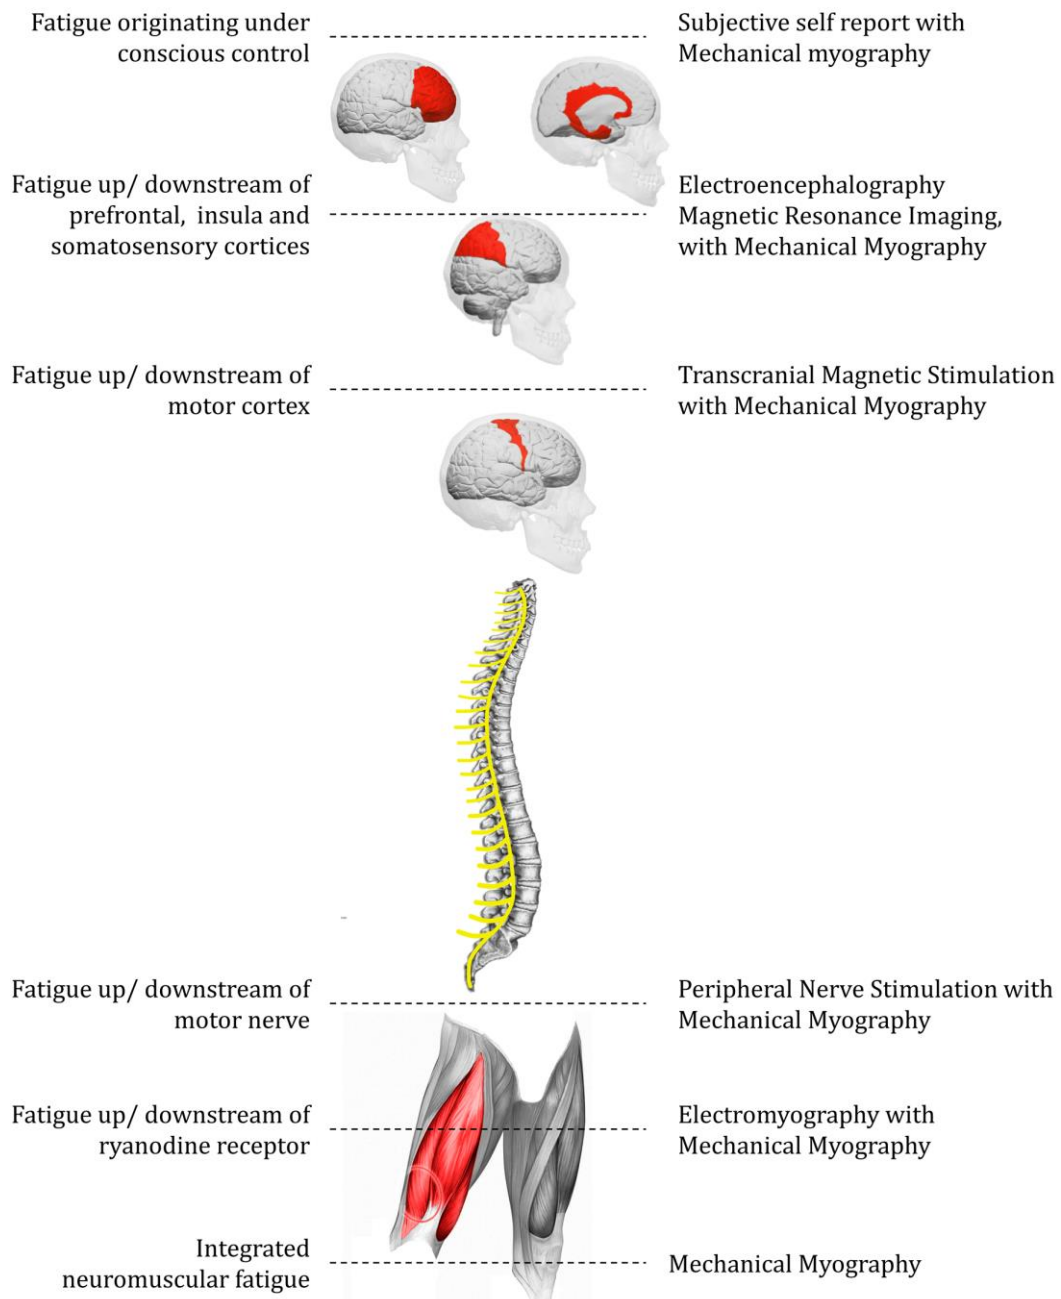 Fatigue originating under
conscious control
Subjective self report with
Mechanical myography
Fatigue up/ downstream of
prefrontal, insula and
somatosensory cortices
Electroencephalography
Magnetic Resonance Imaging,
with Mechanical Myography
Fatigue up/ downstream of
motor cortex
Transcranial Magnetic Stimulation
with Mechanical Myography
Fatigue up/ downstream of
motor nerve
Peripheral Nerve Stimulation with
Mechanical Myography
Fatigue up/ downstream of
ryanodine receptor
Electromyography with
Mechanical Myography
Integrated
neuromuscular fatigue
Mechanical Myography